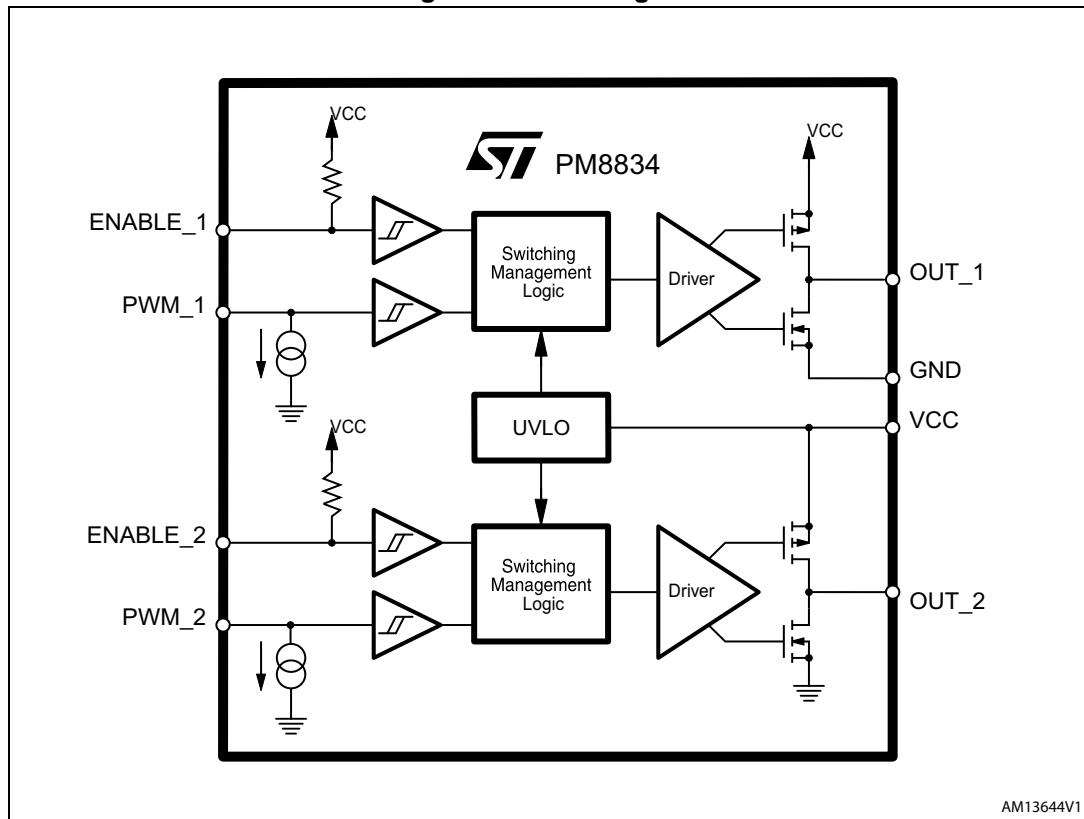 VCC
VCC
ST PM8834
ENABLE_1
Switching
Management
Logic
Driver
OUT_1
PWM_1
GND
UVLO
VCC
VCC
ENABLE_2
Switching
Management
Logic
Driver
OUT_2
PWM_2
AM13644V1